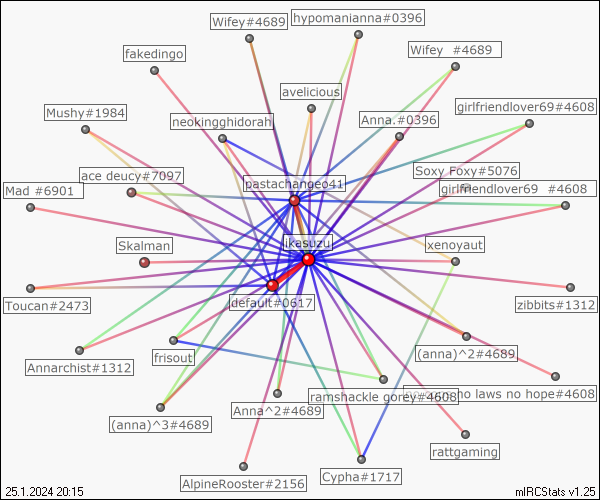 hypomanianna#0396
Wifey#4689
Wifey  #4689
fakedingo
avelicious
girlfriendlover69#4608
Mushy#1984
neokingghidorah
Anna.#0396
Soxy Foxy#5076
ace deucy#7097
pastachangeo41
Mad #6901
girlfriendlover69  #4608
Skalman
ikasuzu
xenoyaut
Toucan#2473
default#0617
zibbits#1312
(anna)^2#4689
Annarchist#1312
frisout
no laws no hope#4608
ramshackle gorey#4608
(anna)^3#4689
Anna^2#4689
rattgaming
AlpineRooster#2156
Cypha#1717
25.1.2024 20:15
mIRCStats v1.25